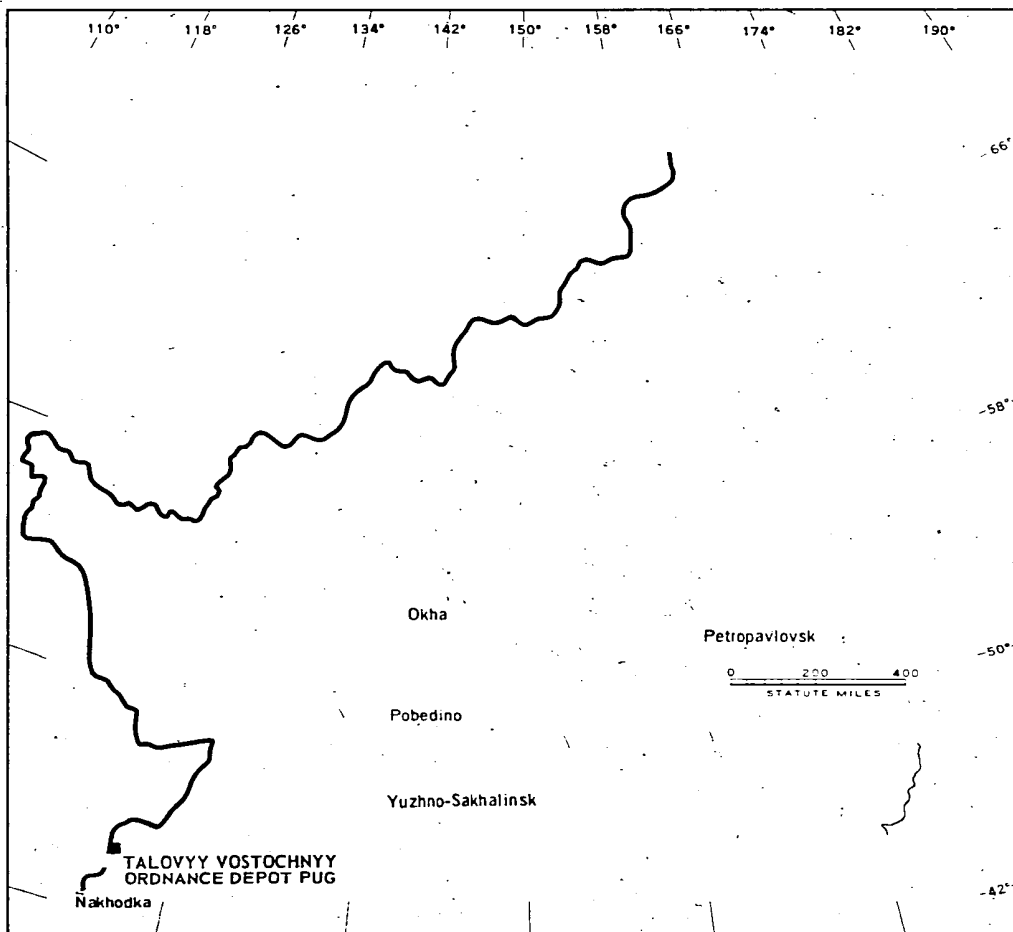 110° 118° 126° 134° 142° 150° 158° 166° 174° 182° 190°
66°
58°
Okha
Petropavlovsk
50°
0 200 400
STATUTE MILES
Pobedino
Yuzhno-Sakhalinsk
TALOVYY VOSTOCHNYY
ORDNANCE DEPOT PUG
42°
Nakhodka